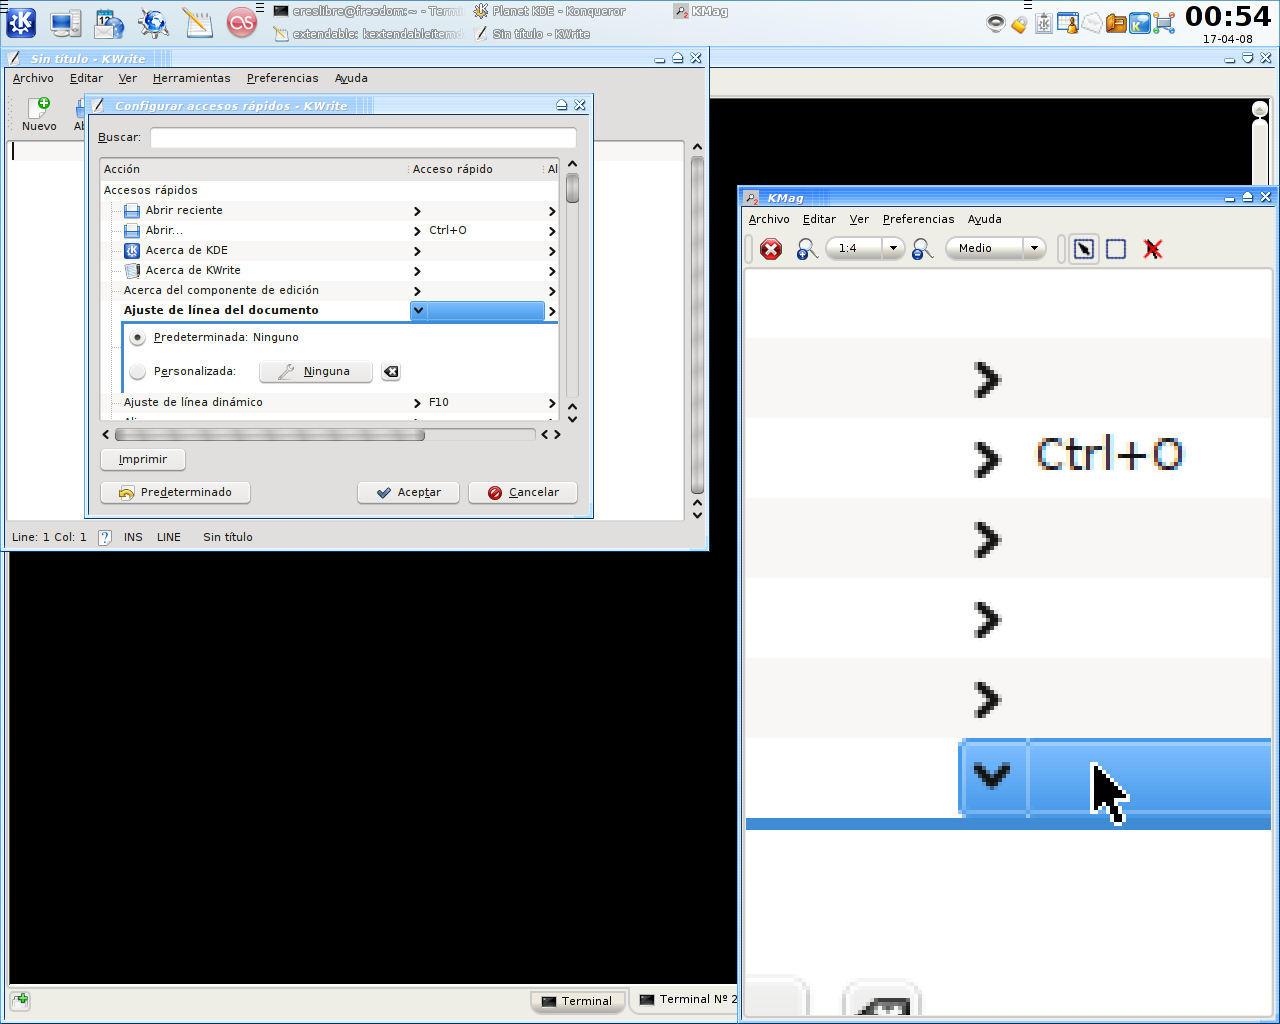 ereslibre@freedom:~ - Termi
Planet KDE - Konqueror
KMag
extendable: kextendableitemd
Sin título - KWrite
00:54
17-04-08
Sin título - KWrite
Archivo Editar Ver Herramientas Preferencias Ayuda
Nuevo
Configurar accesos rápidos - KWrite
Buscar:
Acción Acceso rápido Al
Accesos rápidos
Abrir reciente
Abrir... Ctrl+O
Acerca de KDE
Acerca de KWrite
Acerca del componente de edición
Ajuste de línea del documento
Predeterminada: Ninguno
Personalizada: Ninguna
Ajuste de línea dinámico F10
Imprimir
Predeterminado Aceptar Cancelar
Line: 1 Col: 1 INS LINE Sin título
KMag
Archivo Editar Ver Preferencias Ayuda
1:4 Medio
Ctrl+O
Terminal
Terminal Nº 2